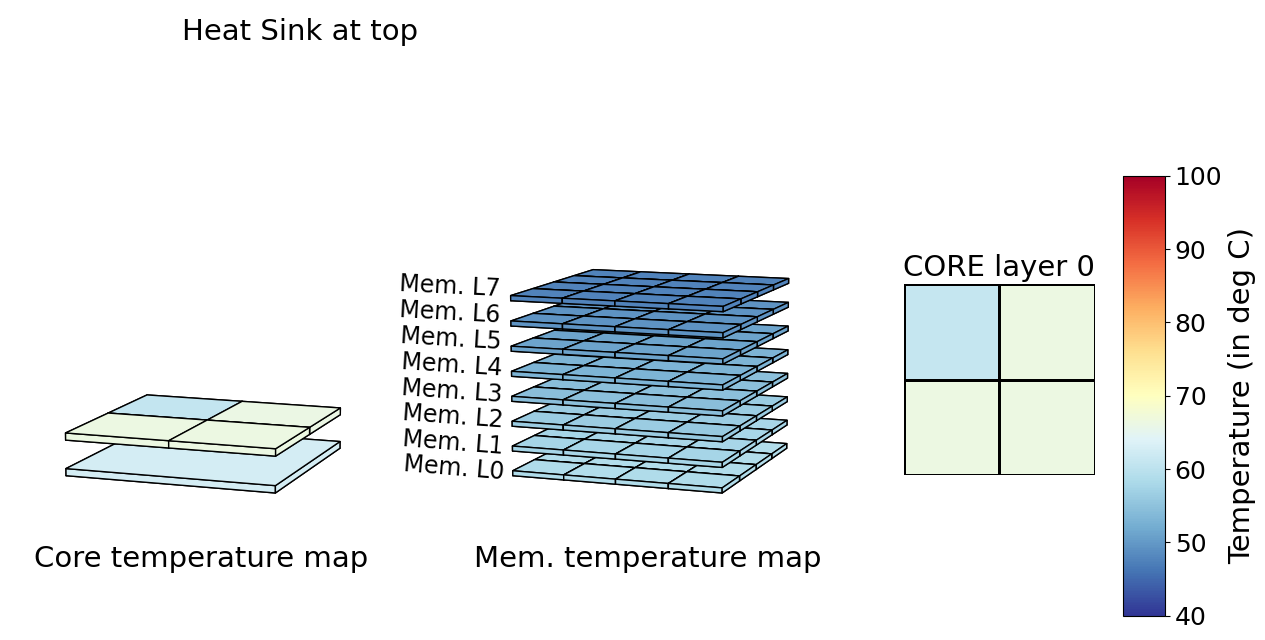 Heat Sink at top
Mem. L7
Mem. L6
Mem. L5
Mem. L4
Mem. L3
Mem. L2
Mem. L1
Mem. L0
Core temperature map
Mem. temperature map
CORE layer 0
100
90
80
70
60
50
40
Temperature (in deg C)